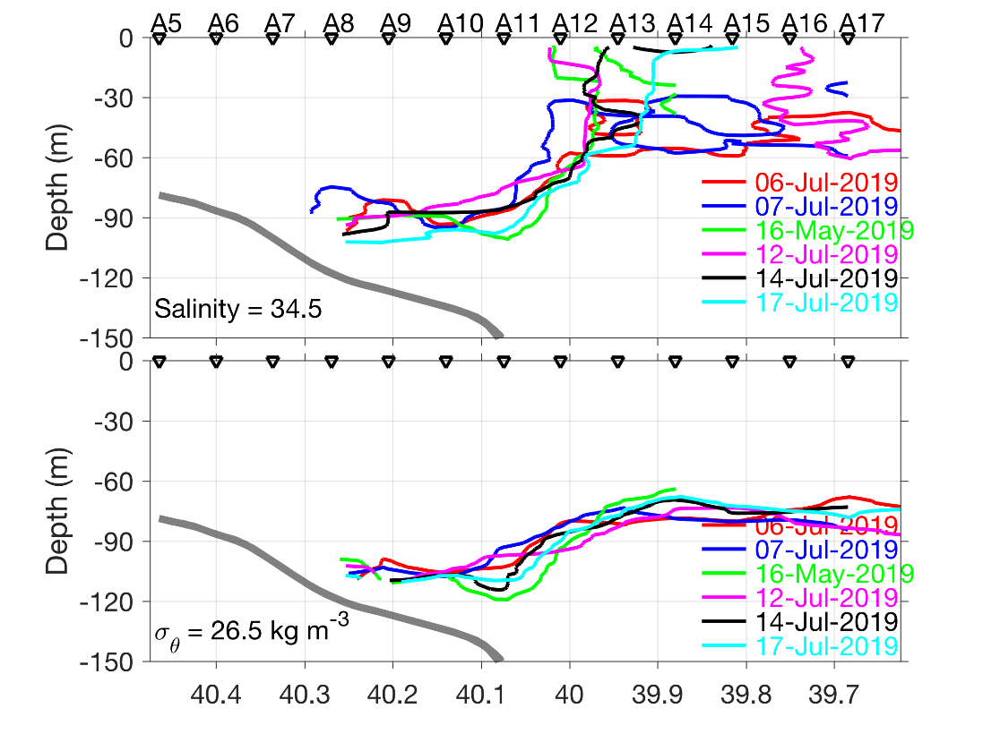 A5 A6 A7 A8 A9 A10 A11 A12 A13 A14 A15 A16 A17
0
-30
-60
-90
-120
-150
Depth (m)
Salinity = 34.5
06-Jul-2019
07-Jul-2019
16-May-2019
12-Jul-2019
14-Jul-2019
17-Jul-2019
0
-30
-60
-90
-120
-150
Depth (m)
σθ = 26.5 kg m-3
06-Jul-2019
07-Jul-2019
16-May-2019
12-Jul-2019
14-Jul-2019
17-Jul-2019
40.4 40.3 40.2 40.1 40 39.9 39.8 39.7